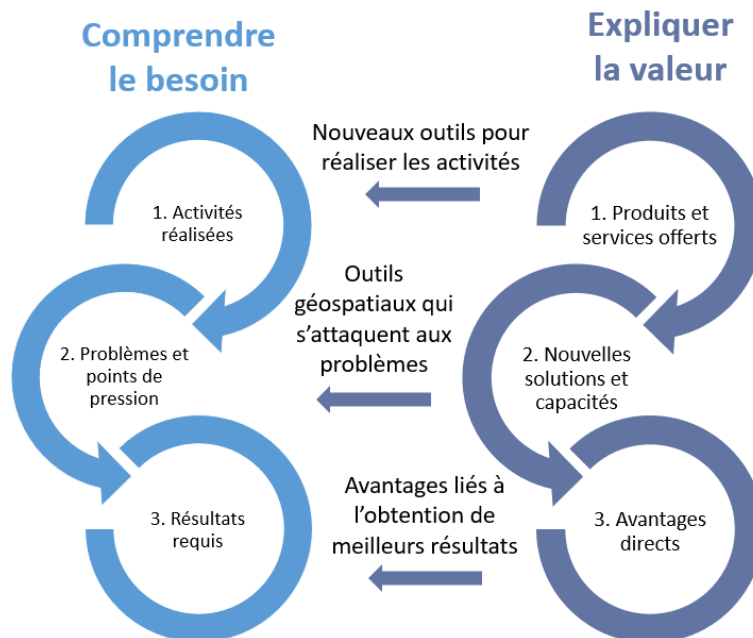 Comprendre
le besoin
Expliquer
la valeur
Nouveaux outils pour
réaliser les activités
1. Activités
réalisées
1. Produits et
services offerts
Outils
géospatiaux qui
s’attaquent aux
problèmes
2. Problèmes et
points de
pression
2. Nouvelles
solutions et
capacités
Avantages liés à
l’obtention de
meilleurs résultats
3. Résultats
requis
3. Avantages
directs